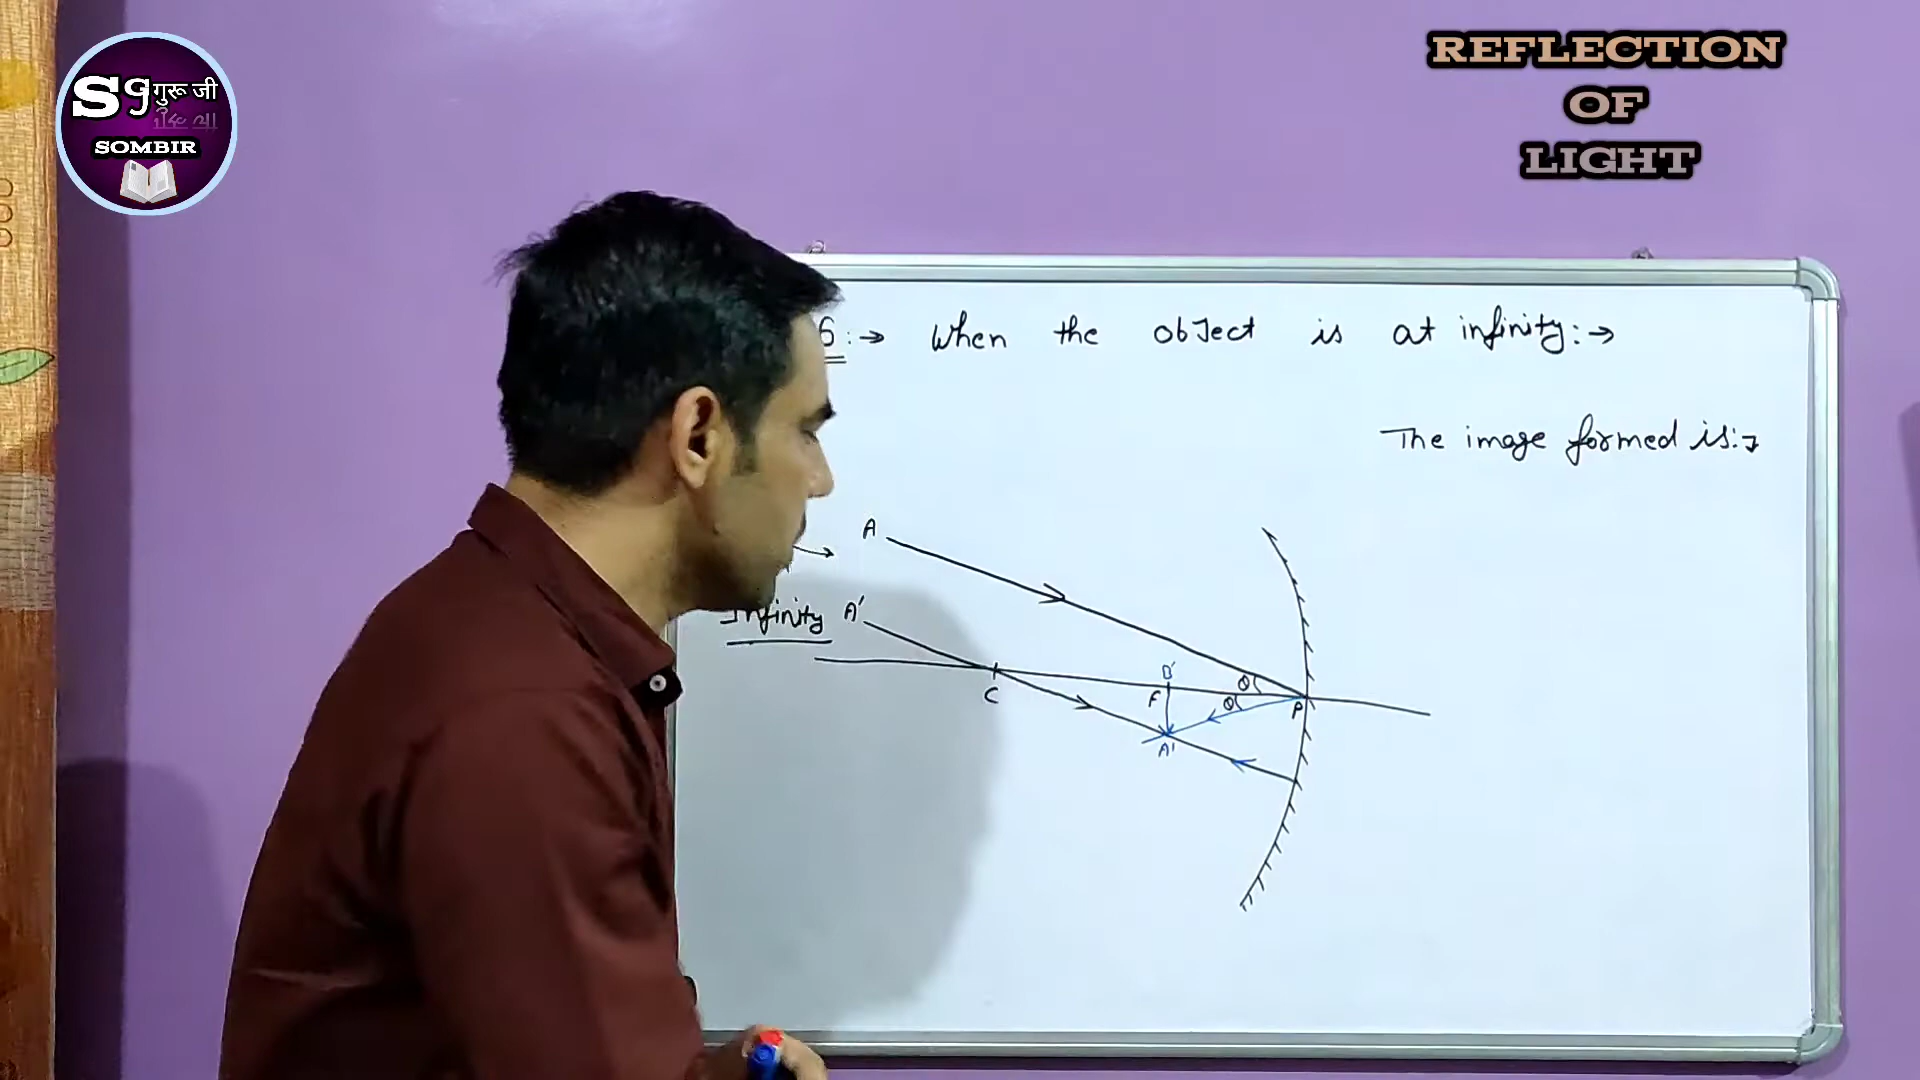 Sg गुरू जी
SOMBIR
REFLECTION
OF
LIGHT
6:→ When the obJect is at infinity:→
The image formed is:→
A
Infinity A'
C
B'
F
θ
θ
P
A'